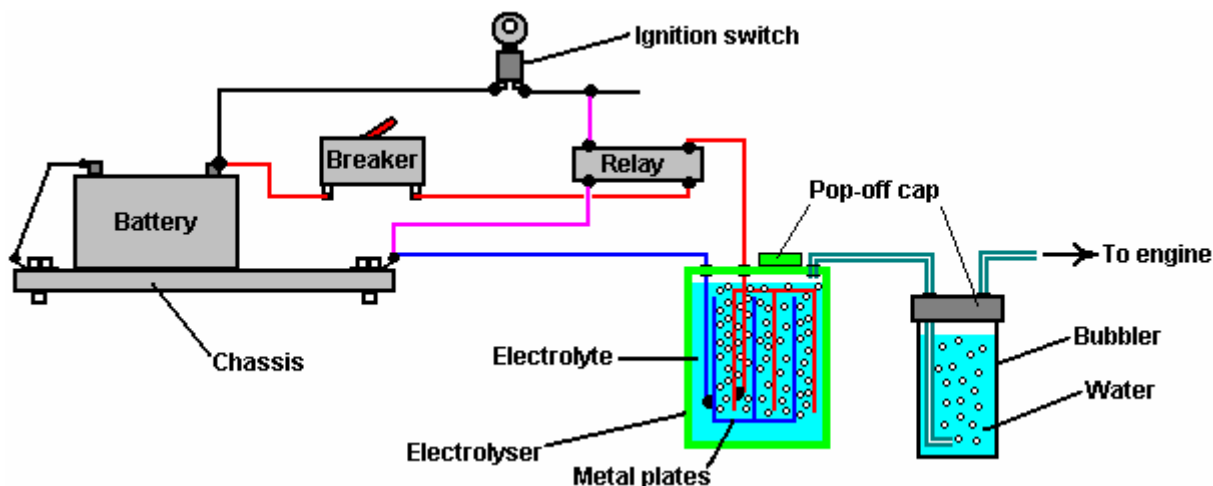 Ignition switch
Breaker
Relay
Pop-off cap
Battery
To engine
Chassis
Electrolyte
Bubbler
Water
Electrolyser
Metal plates